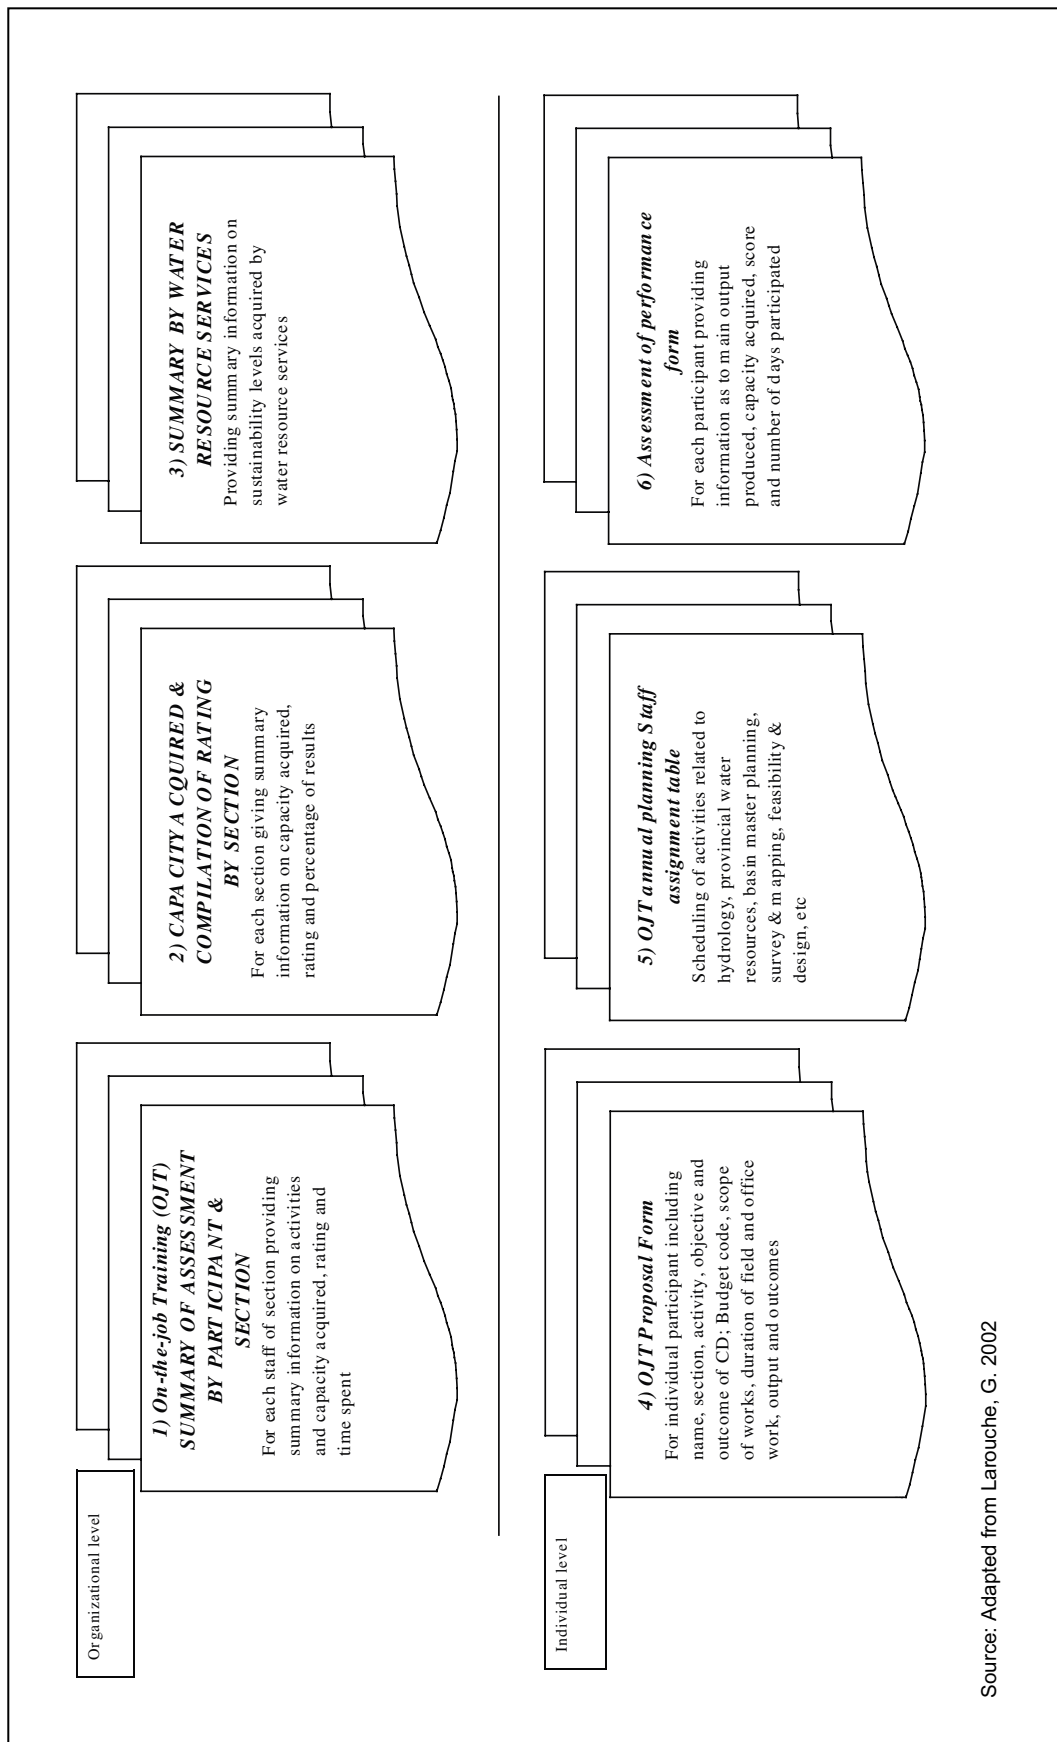 Organizational level
1) On-the-job Training (OJT)
SUMMARY OF ASSESSMENT
BY PARTICIPANT &
SECTION
For each staff of section providing
summary information on activities
and capacity acquired, rating and
time spent
2) CAPACITY ACQUIRED &
COMPILATION OF RATING
BY SECTION
For each section giving summary
information on capacity acquired,
rating and percentage of results
3) SUMMARY BY WATER
RESOURCE SERVICES
Providing summary information on
sustainability levels acquired by
water resource services
Individual level
4) OJT Proposal Form
For individual participant including
name, section, activity, objective and
outcome of CD; Budget code, scope
of works, duration of field and office
work, output and outcomes
5) OJT annual planning Staff
assignment table
Scheduling of activities related to
hydrology, provincial water
resources, basin master planning,
survey & mapping, feasibility &
design, etc
6) Assessment of performance
form
For each participant providing
information as to main output
produced, capacity acquired, score
and number of days participated
Source: Adapted from Larouche, G. 2002